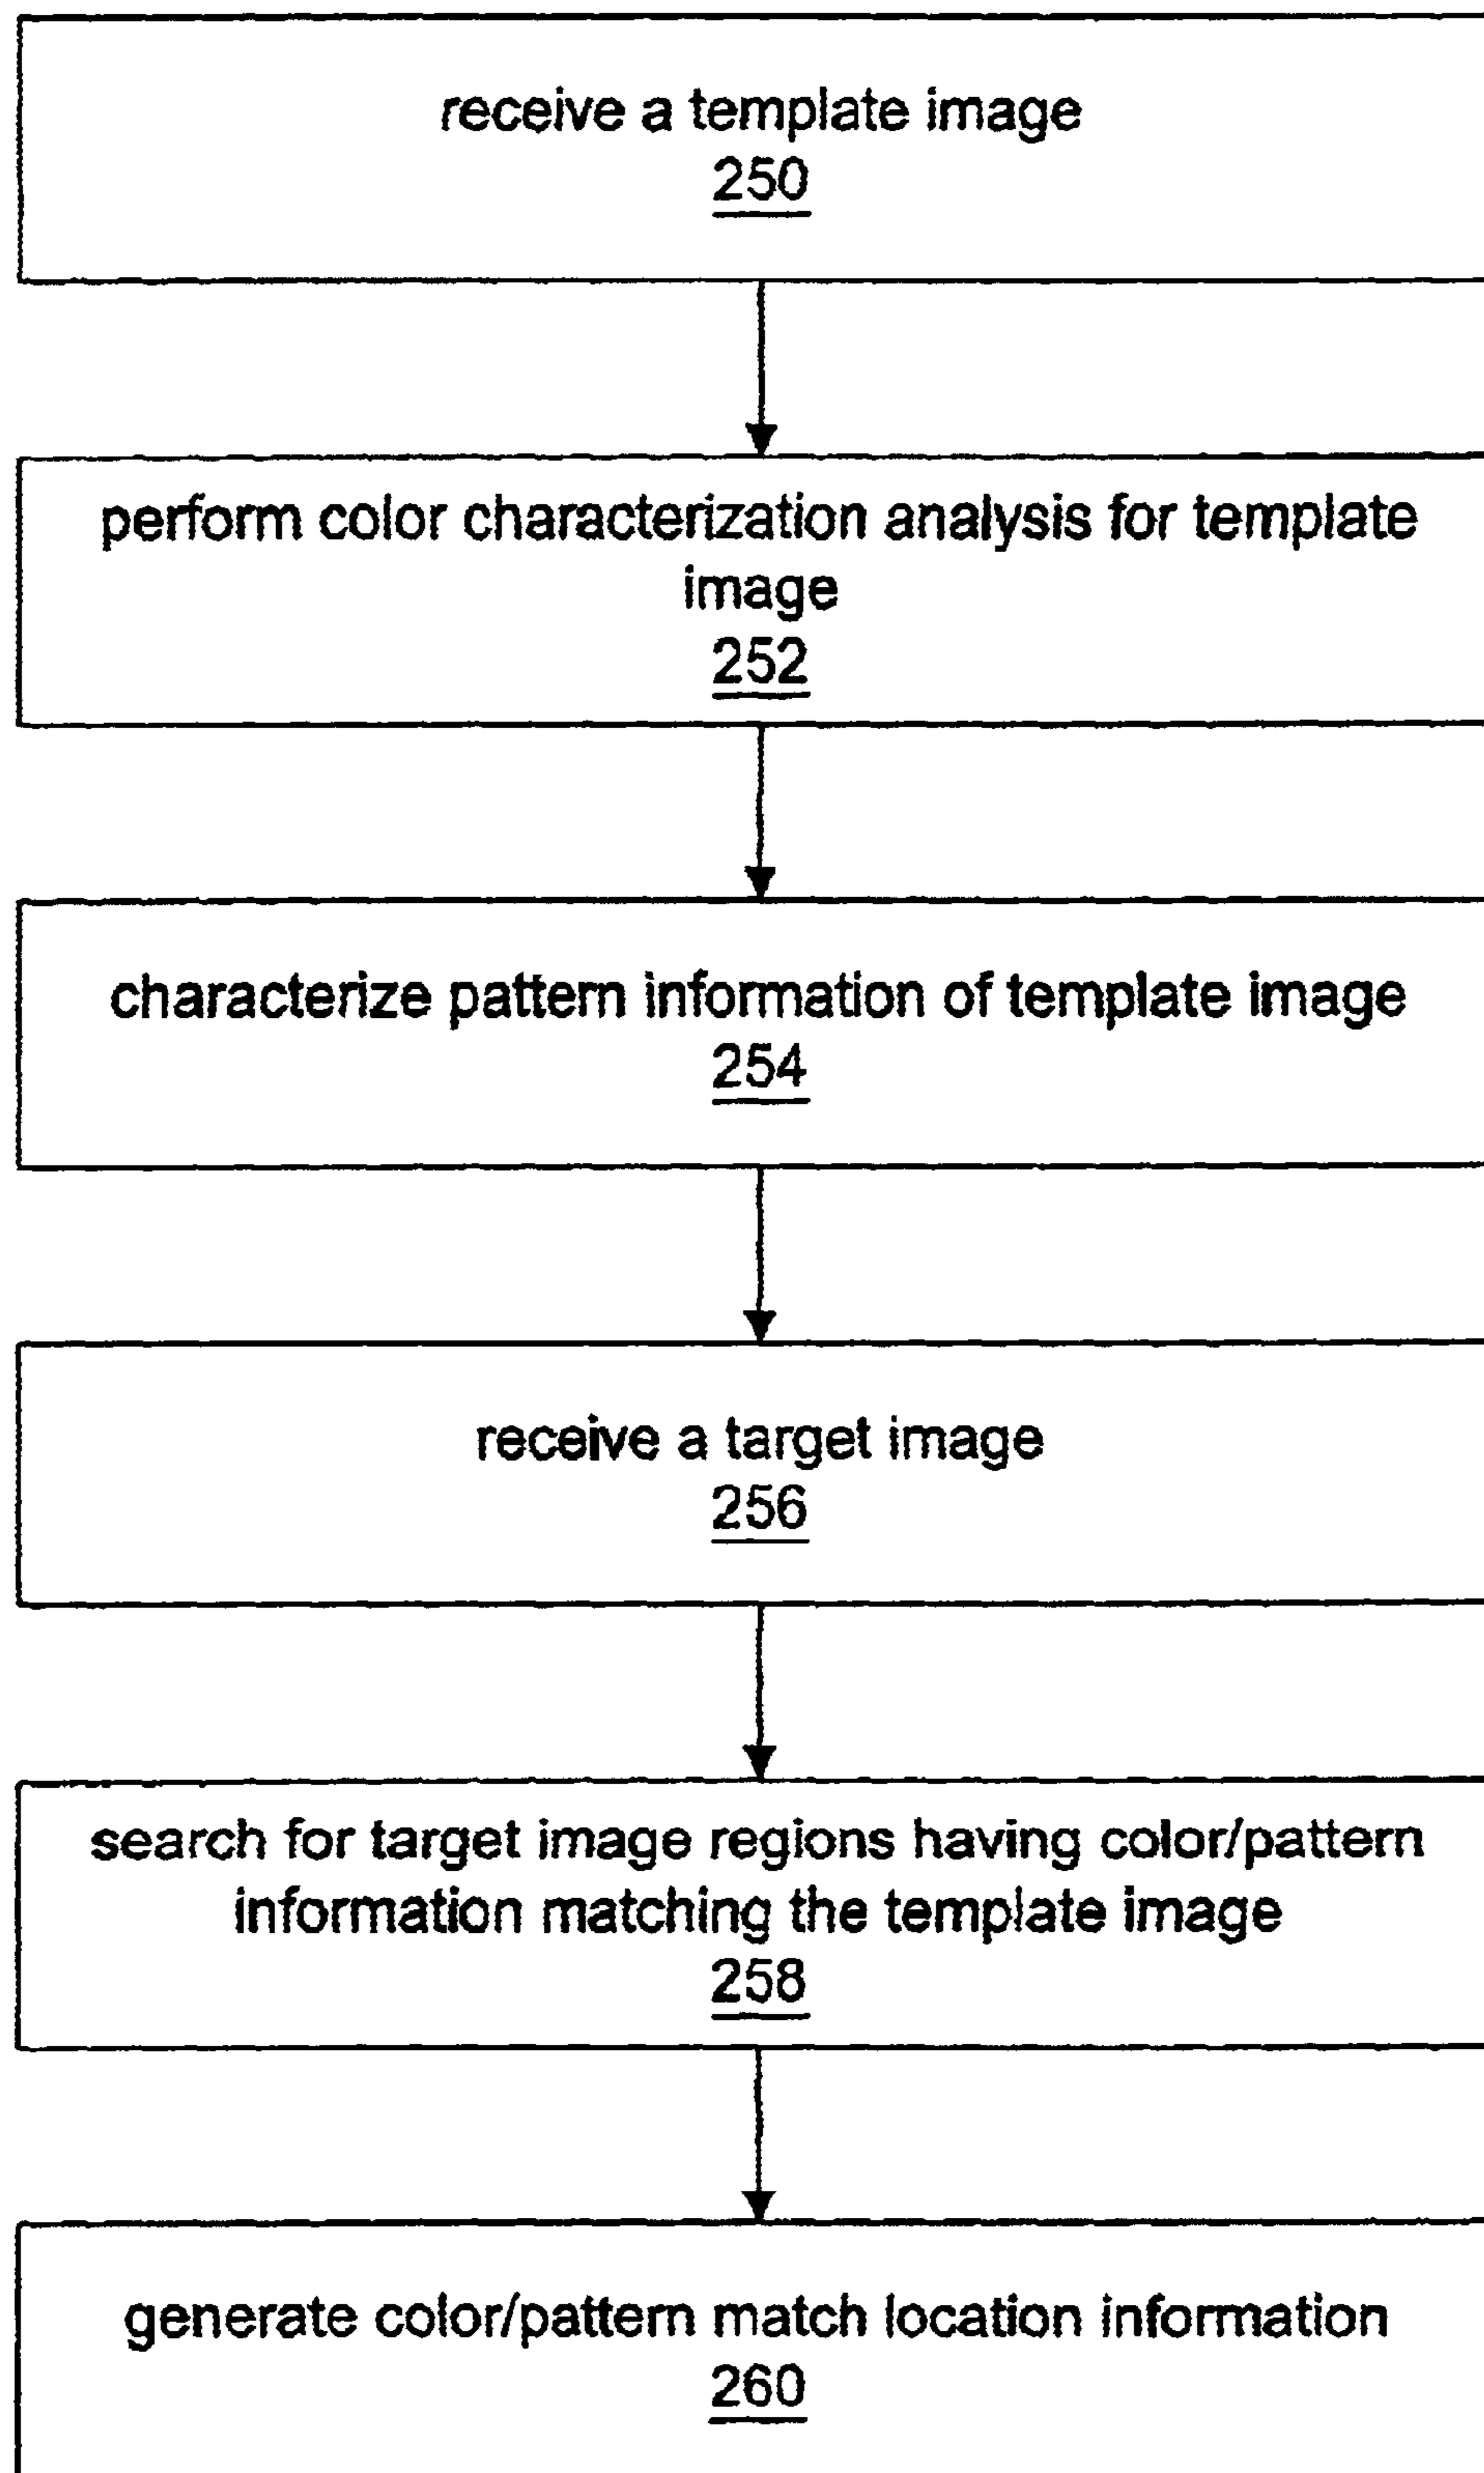 receive a template image
250
perform color characterization analysis for template
image
252
characterize pattern information of template image
254
receive a target image
256
search for target image regions having color/pattern
information matching the template image
258
generate color/pattern match location information
260